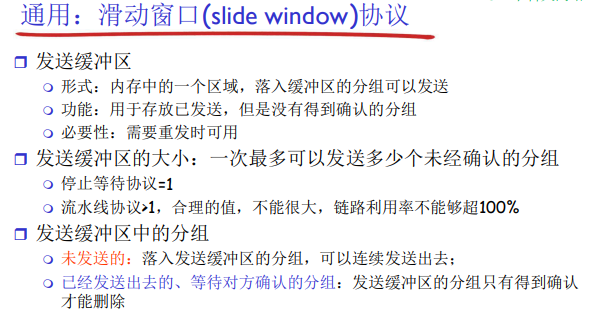 通用：滑动窗口(slide window)协议
发送缓冲区
形式：内存中的一个区域，落入缓冲区的分组可以发送
功能：用于存放已发送，但是没有得到确认的分组
必要性：需要重发时可用
发送缓冲区的大小：一次最多可以发送多少个未经确认的分组
停止等待协议=1
流水线协议>1，合理的值，不能很大，链路利用率不能够超100%
发送缓冲区中的分组
未发送的：落入发送缓冲区的分组，可以连续发送出去；
已经发送出去的、等待对方确认的分组：发送缓冲区的分组只有得到确认
才能删除